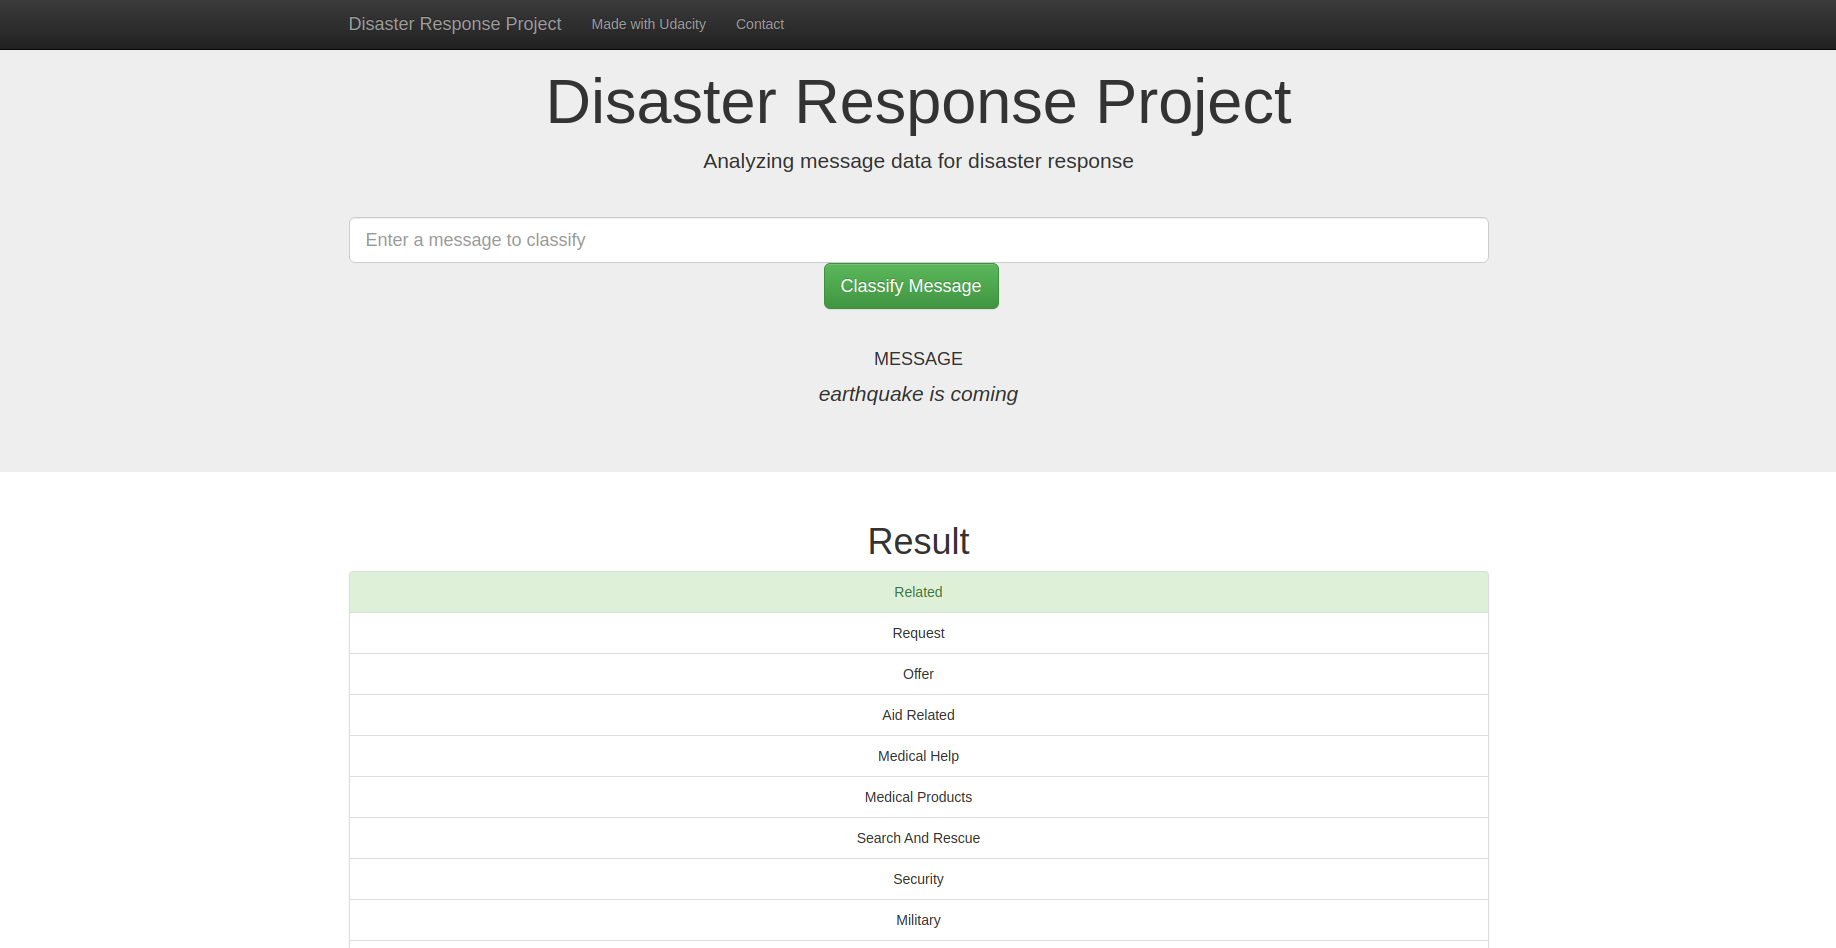 Disaster Response Project Made with Udacity Contact
Disaster Response Project
Analyzing message data for disaster response
Enter a message to classify
Classify Message
MESSAGE
earthquake is coming
Result
Related
Request
Offer
Aid Related
Medical Help
Medical Products
Search And Rescue
Security
Military